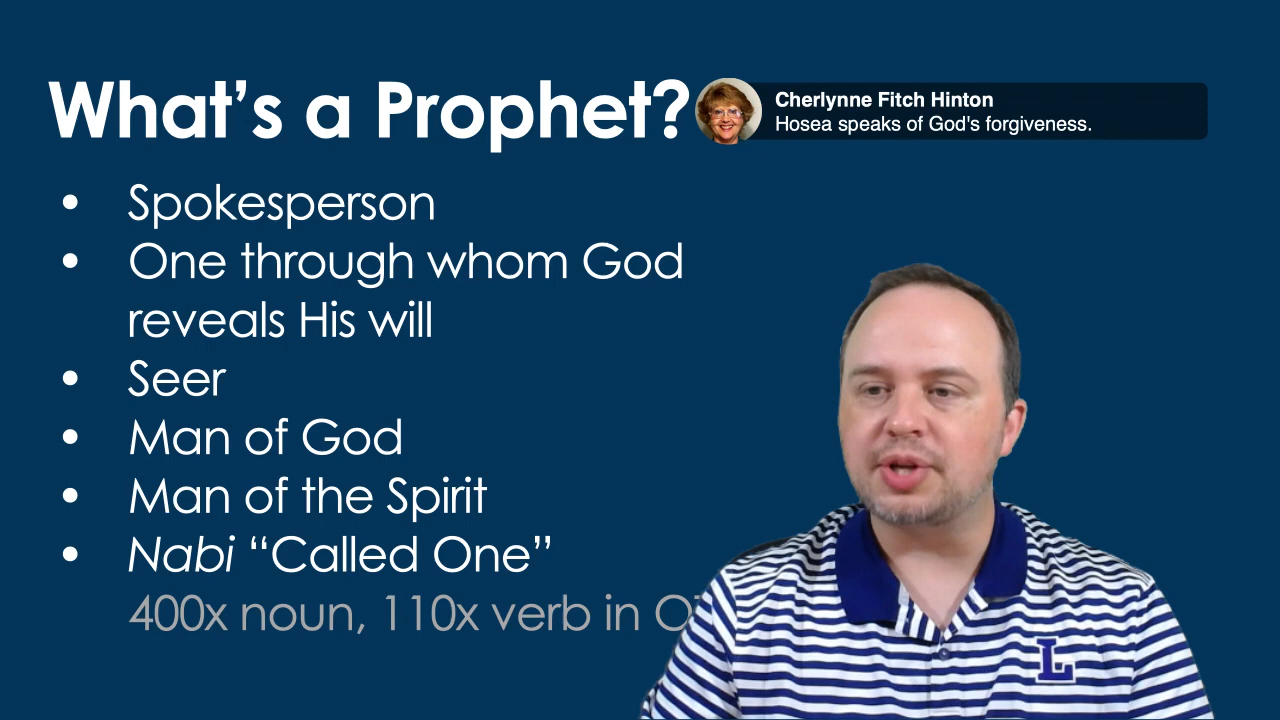 What’s a Prophet?
Cherlynne Fitch Hinton
Hosea speaks of God's forgiveness.
• Spokesperson
• One through whom God
reveals His will
• Seer
• Man of God
• Man of the Spirit
• Nabi “Called One”
400x noun, 110x verb in
L